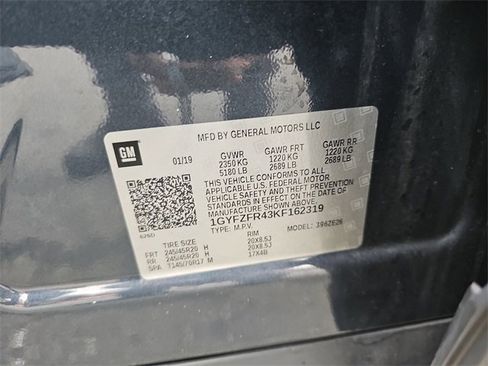 MFD BY GENERAL MOTORS LLC
GM
01/19
GVWR GAWR FRT GAWR RR
2350 KG 1220 KG 1220 KG
5180 LB 2689 LB 2689 LB
THIS VEHICLE CONFORMS TO ALL
APPLICABLE U.S. FEDERAL MOTOR
VEHICLE SAFETY AND THEFT PREVENTION
STANDARDS IN EFFECT ON THE DATE OF
MANUFACTURE SHOWN ABOVE.
1GYFZFR43KF162319
TYPE: M.P.V.
TIRE SIZE RIM
FRT 245/45R20 H 20X8.5J
RR 245/45R20 H 20X8.5J
SPA T145/70R17 M 17X4B